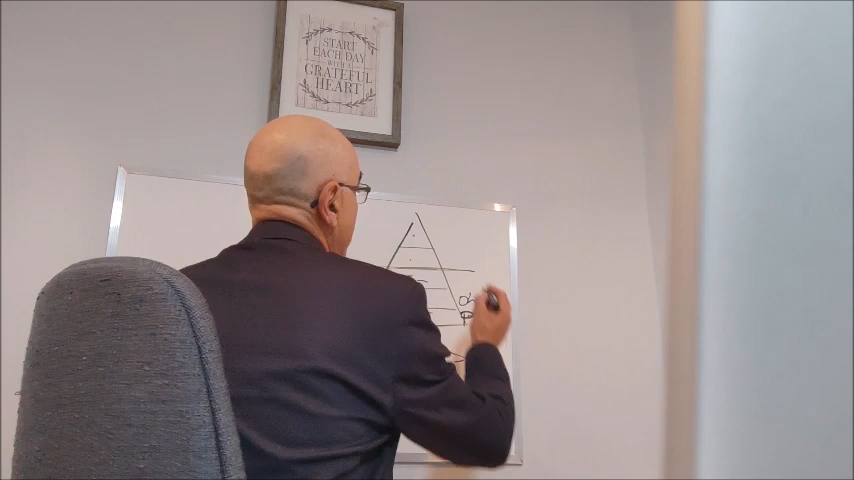 START
EACH DAY
WITH A
GRATEFUL
HEART